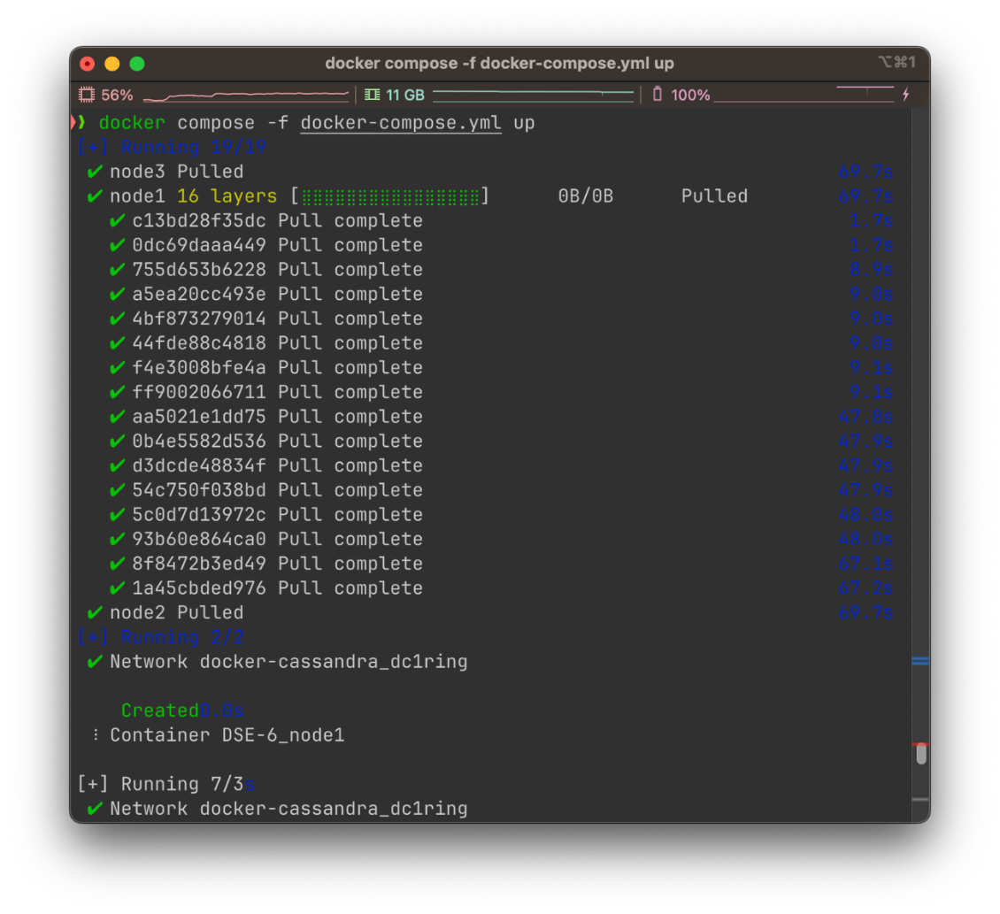 docker compose -f docker-compose.yml up
⌥⌘1
56% 11 GB 100%
docker compose -f docker-compose.yml up
[+] Running 19/19
✔ node3 Pulled 69.7s
✔ node1 16 layers [⣿⣿⣿⣿⣿⣿⣿⣿⣿⣿⣿⣿⣿⣿⣿⣿] 0B/0B Pulled 69.7s
✔ c13bd28f35dc Pull complete 1.7s
✔ 0dc69daaa449 Pull complete 1.7s
✔ 755d653b6228 Pull complete 8.9s
✔ a5ea20cc493e Pull complete 9.0s
✔ 4bf873279014 Pull complete 9.0s
✔ 44fde88c4818 Pull complete 9.0s
✔ f4e3008bfe4a Pull complete 9.1s
✔ ff9002066711 Pull complete 9.1s
✔ aa5021e1dd75 Pull complete 47.8s
✔ 0b4e5582d536 Pull complete 47.9s
✔ d3dcde48834f Pull complete 47.9s
✔ 54c750f038bd Pull complete 47.9s
✔ 5c0d7d13972c Pull complete 48.0s
✔ 93b60e864ca0 Pull complete 48.0s
✔ 8f8472b3ed49 Pull complete 67.1s
✔ 1a45cbded976 Pull complete 67.2s
✔ node2 Pulled 69.7s
[+] Running 2/2
✔ Network docker-cassandra_dc1ring
Created0.0s
⠸ Container DSE-6_node1
[+] Running 7/3s
✔ Network docker-cassandra_dc1ring